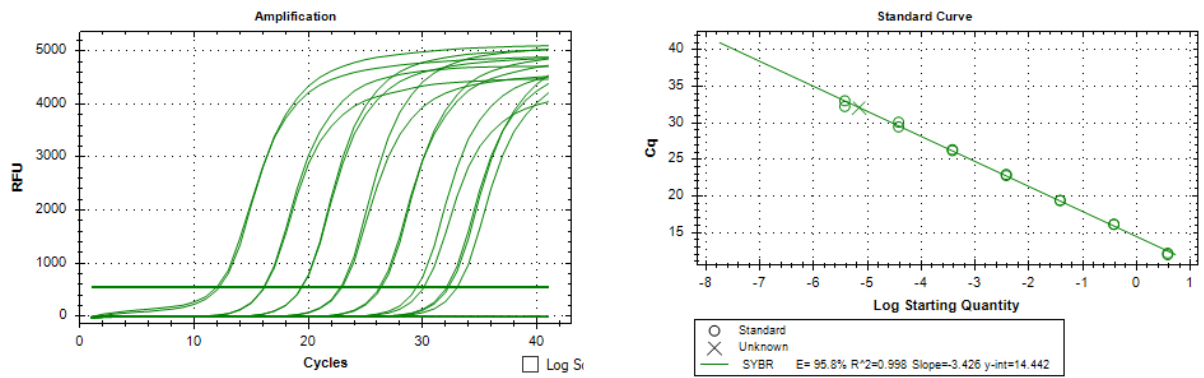 Amplification
5000
4000
3000
2000
1000
0
RFU
0
10
20
30
40
Cycles
Log Sc
Standard Curve
40
35
30
25
20
15
Cq
-8
-7
-6
-5
-4
-3
-2
-1
0
1
Log Starting Quantity
Standard
Unknown
SYBR E= 95.8% R^2=0.998 Slope=-3.426 y-int=14.442